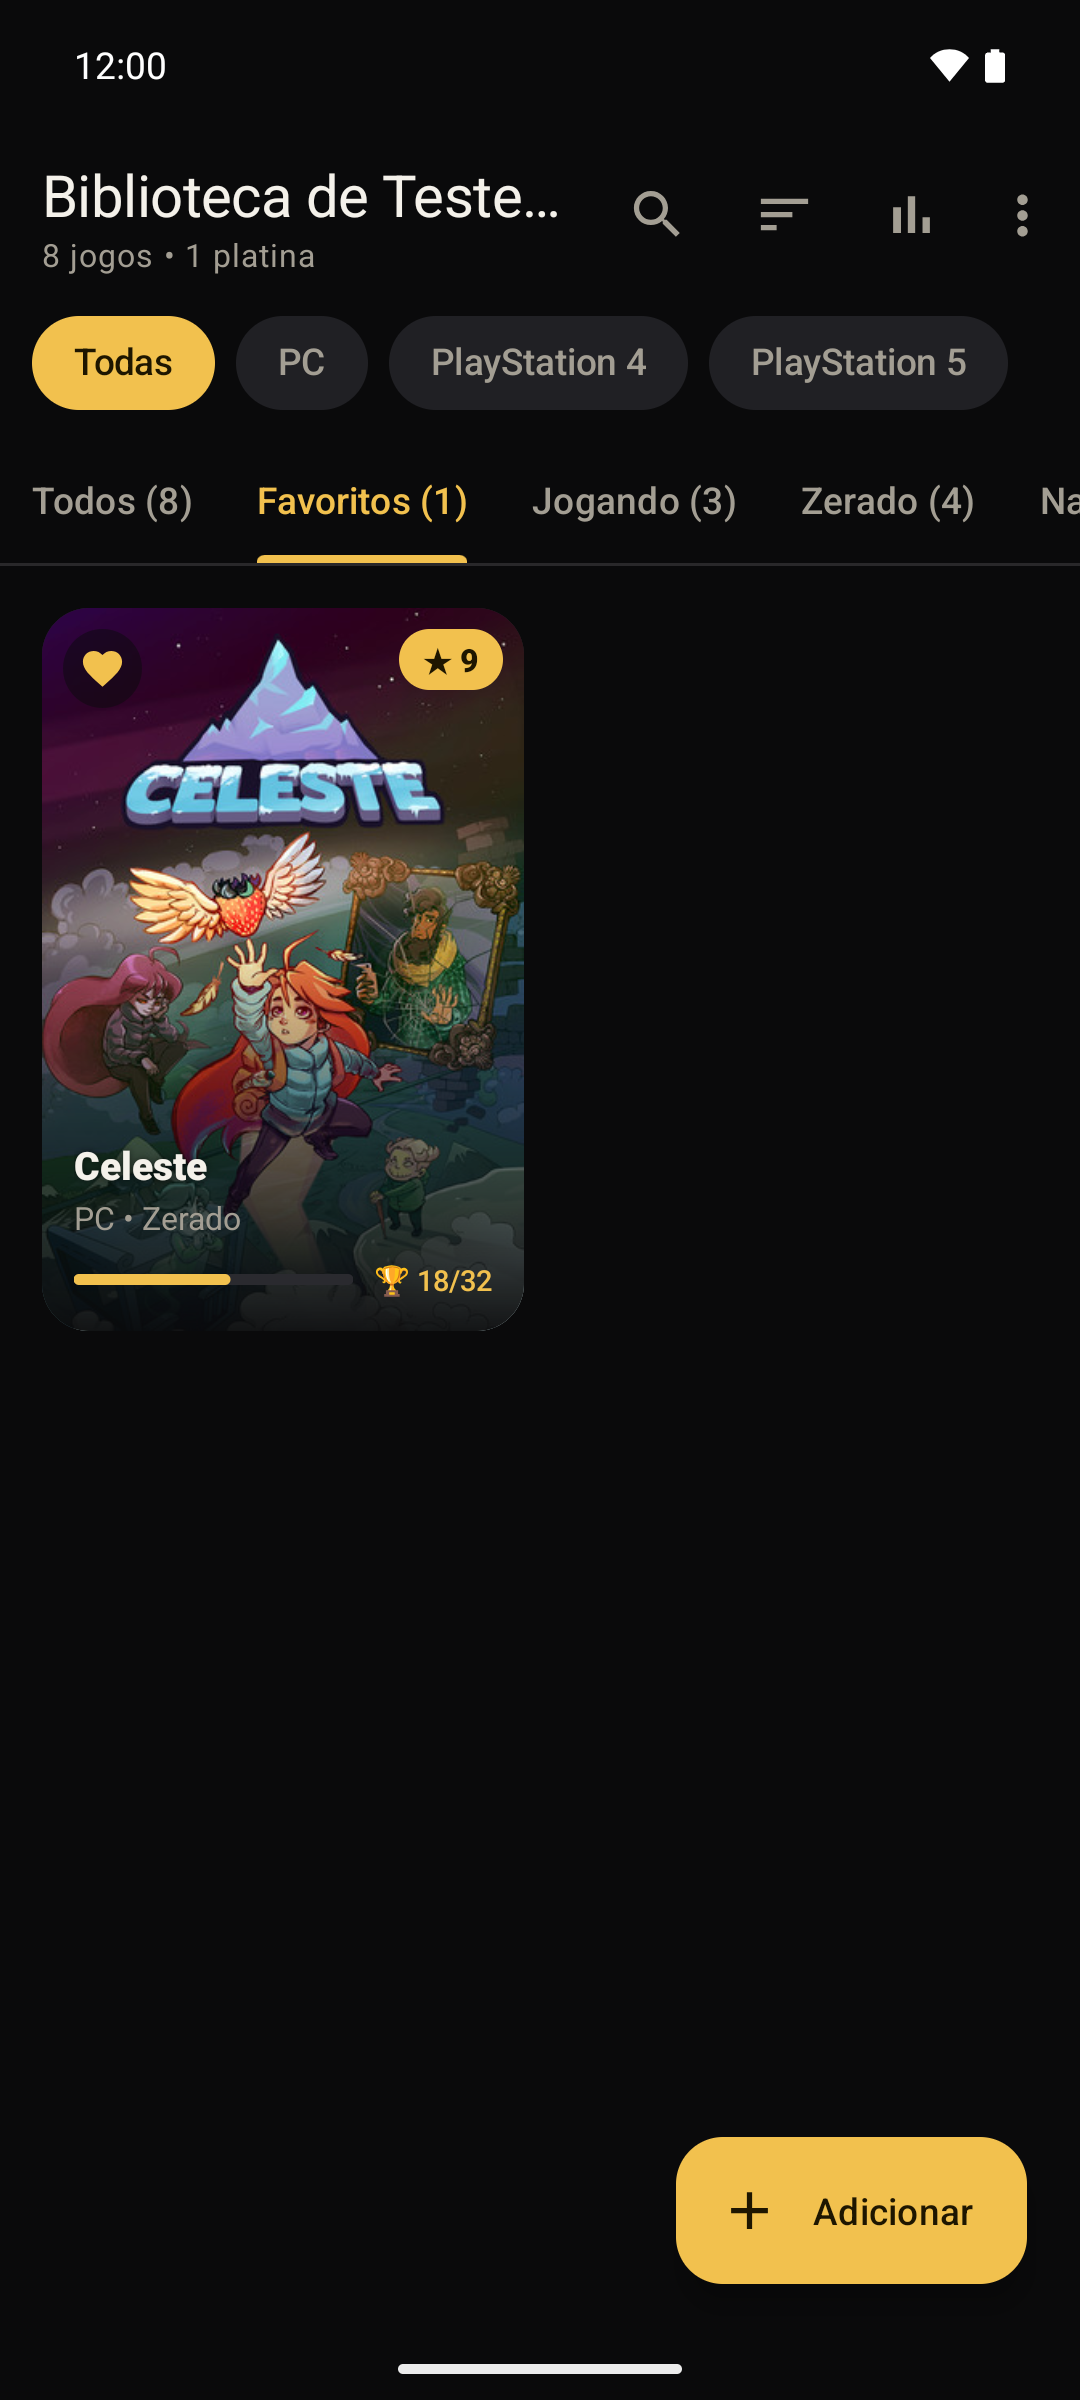 12:00
Biblioteca de Teste...
8 jogos • 1 platina
Todas PC PlayStation 4 PlayStation 5
Todos (8) Favoritos (1) Jogando (3) Zerado (4) Na
★ 9
CELESTE
Celeste
PC • Zerado
🏆 18/32
+ Adicionar